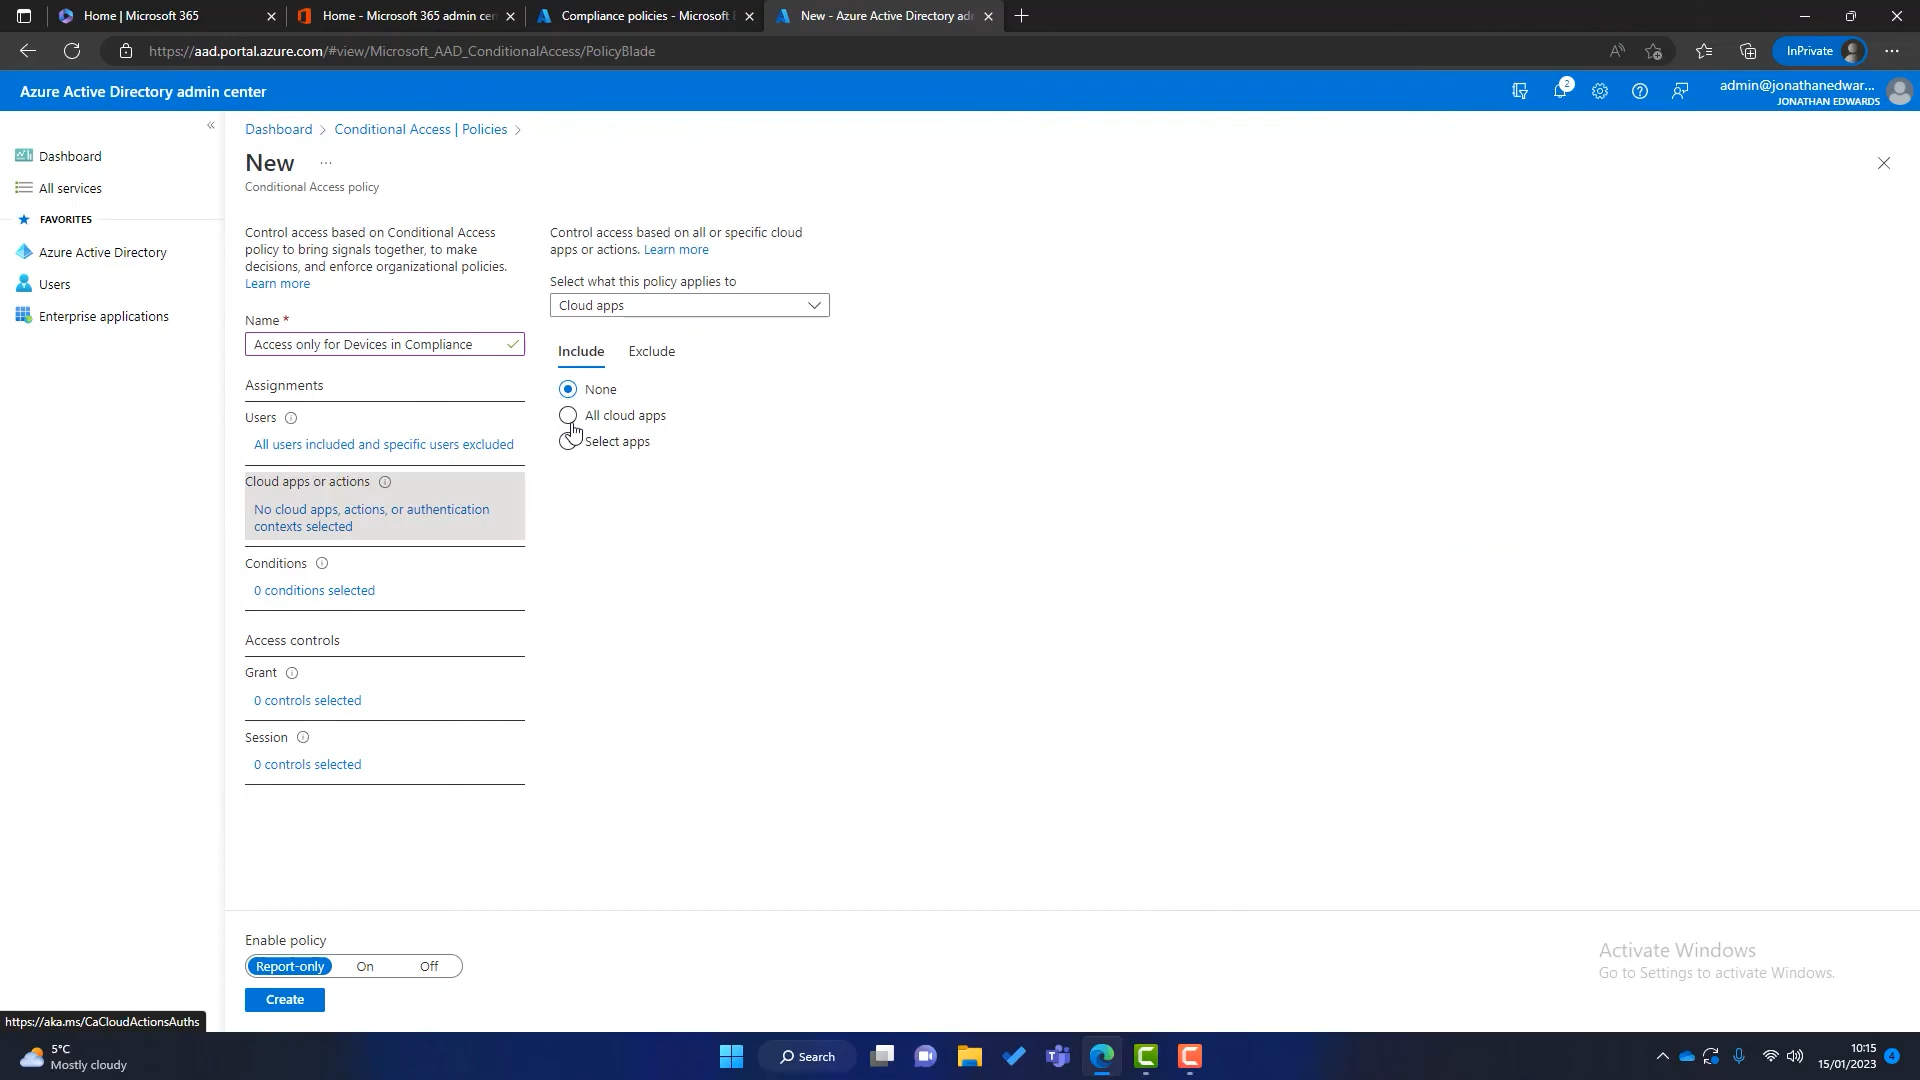 Home | Microsoft 365
Home - Microsoft 365 admin cen
Compliance policies - Microsoft
New - Azure Active Directory adm
https://aad.portal.azure.com/#view/Microsoft_AAD_ConditionalAccess/PolicyBlade
InPrivate
Azure Active Directory admin center
2
admin@jonathanedwar...
JONATHAN EDWARDS
Dashboard
All services
FAVORITES
Azure Active Directory
Users
Enterprise applications
Dashboard > Conditional Access | Policies >
New ...
Conditional Access policy
Control access based on Conditional Access
policy to bring signals together, to make
decisions, and enforce organizational policies.
Learn more
Name *
Access only for Devices in Compliance
Assignments
Users
All users included and specific users excluded
Cloud apps or actions
No cloud apps, actions, or authentication
contexts selected
Conditions
0 conditions selected
Access controls
Grant
0 controls selected
Session
0 controls selected
Control access based on all or specific cloud
apps or actions. Learn more
Select what this policy applies to
Cloud apps
Include Exclude
None
All cloud apps
Select apps
Enable policy
Report-only On Off
Create
Activate Windows
Go to Settings to activate Windows.
https://aka.ms/CaCloudActionsAuths
5°C
Mostly cloudy
Search
10:15
15/01/2023
4